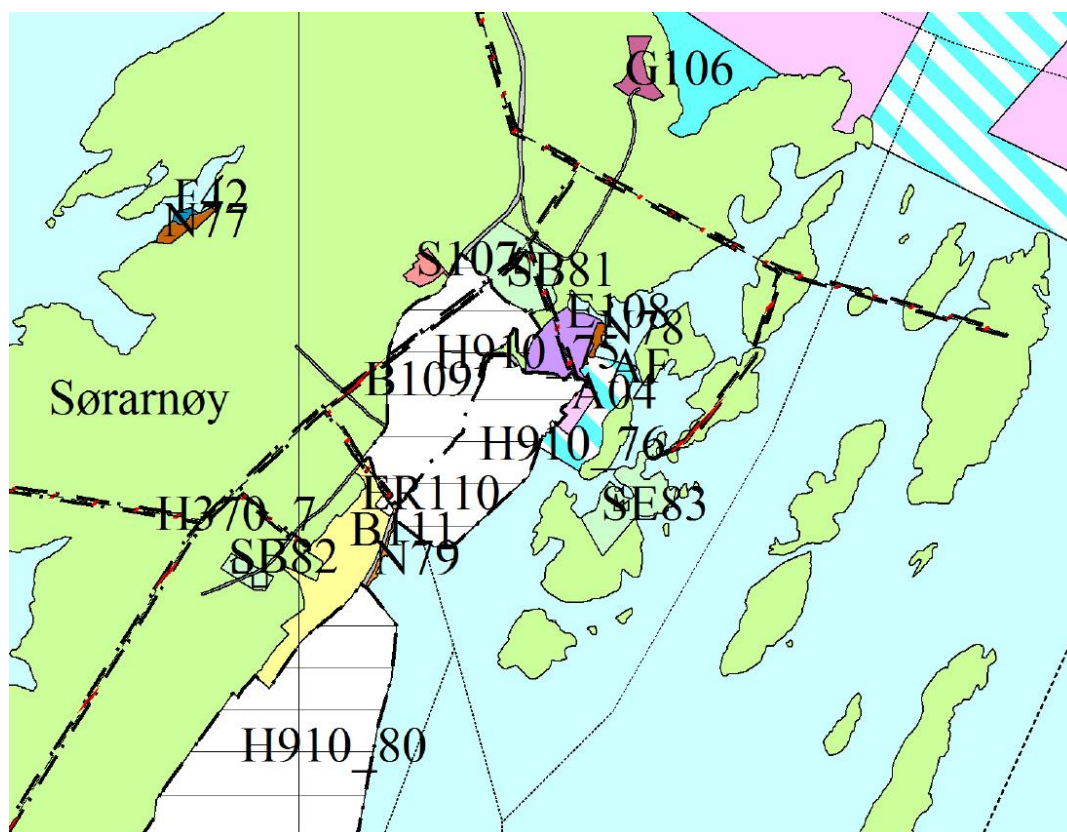 G106
F42
N77
S107
SB81
E108
N78
H910_75
AF
B109
A04
Sørarnøy
H910_76
ER110
SE83
H370_7
B111
SB82
N79
H910_80